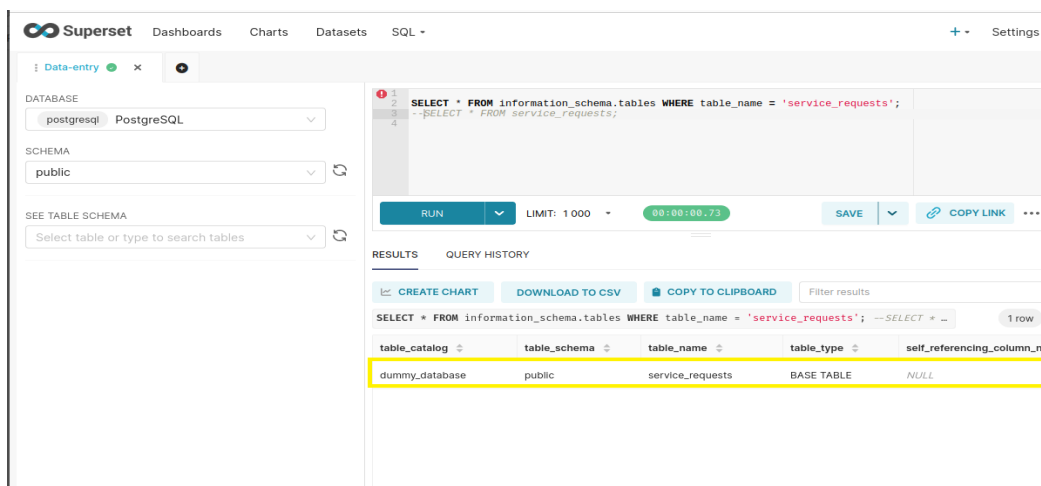 Superset Dashboards Charts Datasets SQL Settings
Data-entry
DATABASE
postgresql PostgreSQL
SCHEMA
public
SEE TABLE SCHEMA
Select table or type to search tables
1
2 SELECT * FROM information_schema.tables WHERE table_name = 'service_requests';
3 --SELECT * FROM service_requests;
4
RUN LIMIT: 1 000 00:00:00.73 SAVE COPY LINK
RESULTS QUERY HISTORY
CREATE CHART DOWNLOAD TO CSV COPY TO CLIPBOARD Filter results
SELECT * FROM information_schema.tables WHERE table_name = 'service_requests'; --SELECT * … 1 row
table_catalog table_schema table_name table_type self_referencing_column_n
dummy_database public service_requests BASE TABLE NULL